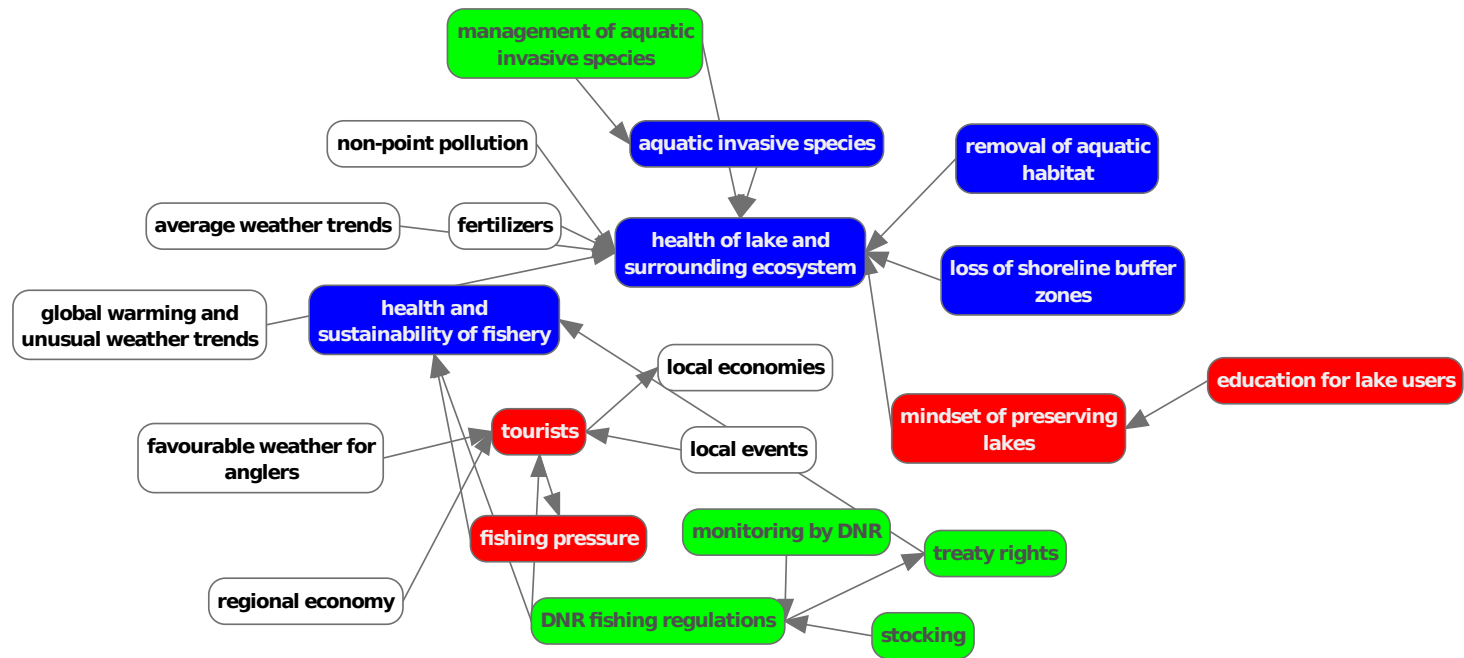 management of aquatic
invasive species
non-point pollution
aquatic invasive species
removal of aquatic
habitat
average weather trends
fertilizers
health of lake and
surrounding ecosystem
loss of shoreline buffer
zones
global warming and
unusual weather trends
health and
sustainability of fishery
local economies
education for lake users
mindset of preserving
lakes
tourists
favourable weather for
anglers
local events
fishing pressure
monitoring by DNR
treaty rights
regional economy
DNR fishing regulations
stocking